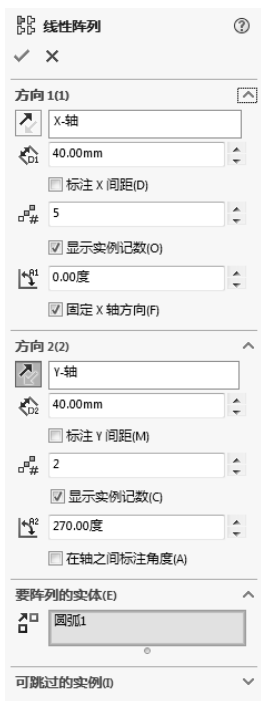 线性阵列
方向 1(1)
X-轴
D1 40.00mm
标注 X 间距(D)
# 5
显示实例记数(O)
A1 0.00度
固定 X 轴方向(F)
方向 2(2)
Y-轴
D2 40.00mm
标注 Y 间距(M)
# 2
显示实例记数(C)
A2 270.00度
在轴之间标注角度(A)
要阵列的实体(E)
圆弧1
可跳过的实例(I)